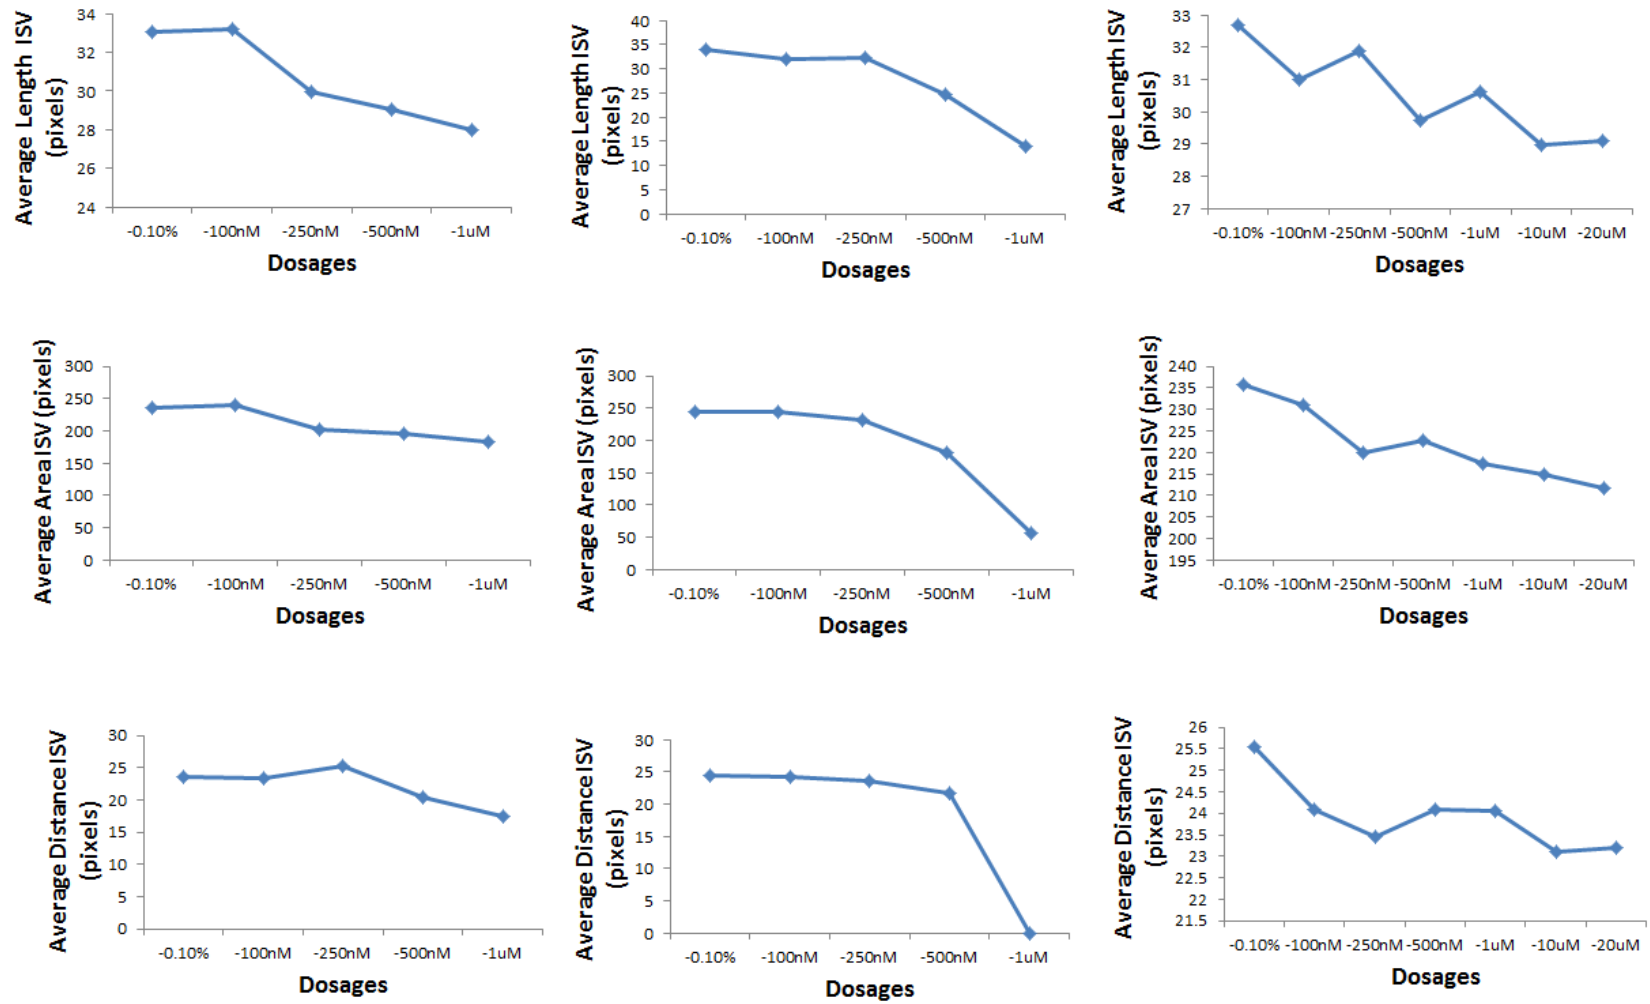 Average Length ISV
(pixels)
34
32
30
28
26
24
-0.10% -100nM -250nM -500nM -1uM
Dosages
Average Length ISV
(pixels)
40
35
30
25
20
15
10
5
0
-0.10% -100nM -250nM -500nM -1uM
Dosages
Average Length ISV
(pixels)
33
32
31
30
29
28
27
-0.10% -100nM -250nM -500nM -1uM -10uM -20uM
Dosages
Average Area ISV (pixels)
300
250
200
150
100
50
0
-0.10% -100nM -250nM -500nM -1uM
Dosages
Average Area ISV (pixels)
300
250
200
150
100
50
0
-0.10% -100nM -250nM -500nM -1uM
Dosages
Average Area ISV (pixels)
240
235
230
225
220
215
210
205
200
195
-0.10% -100nM -250nM -500nM -1uM -10uM -20uM
Dosages
Average Distance ISV
(pixels)
30
25
20
15
10
5
0
-0.10% -100nM -250nM -500nM -1uM
Dosages
Average Distance ISV
(pixels)
30
25
20
15
10
5
0
-0.10% -100nM -250nM -500nM -1uM
Dosages
Average Distance ISV
(pixels)
26
25.5
25
24.5
24
23.5
23
22.5
22
21.5
-0.10% -100nM -250nM -500nM -1uM -10uM -20uM
Dosages